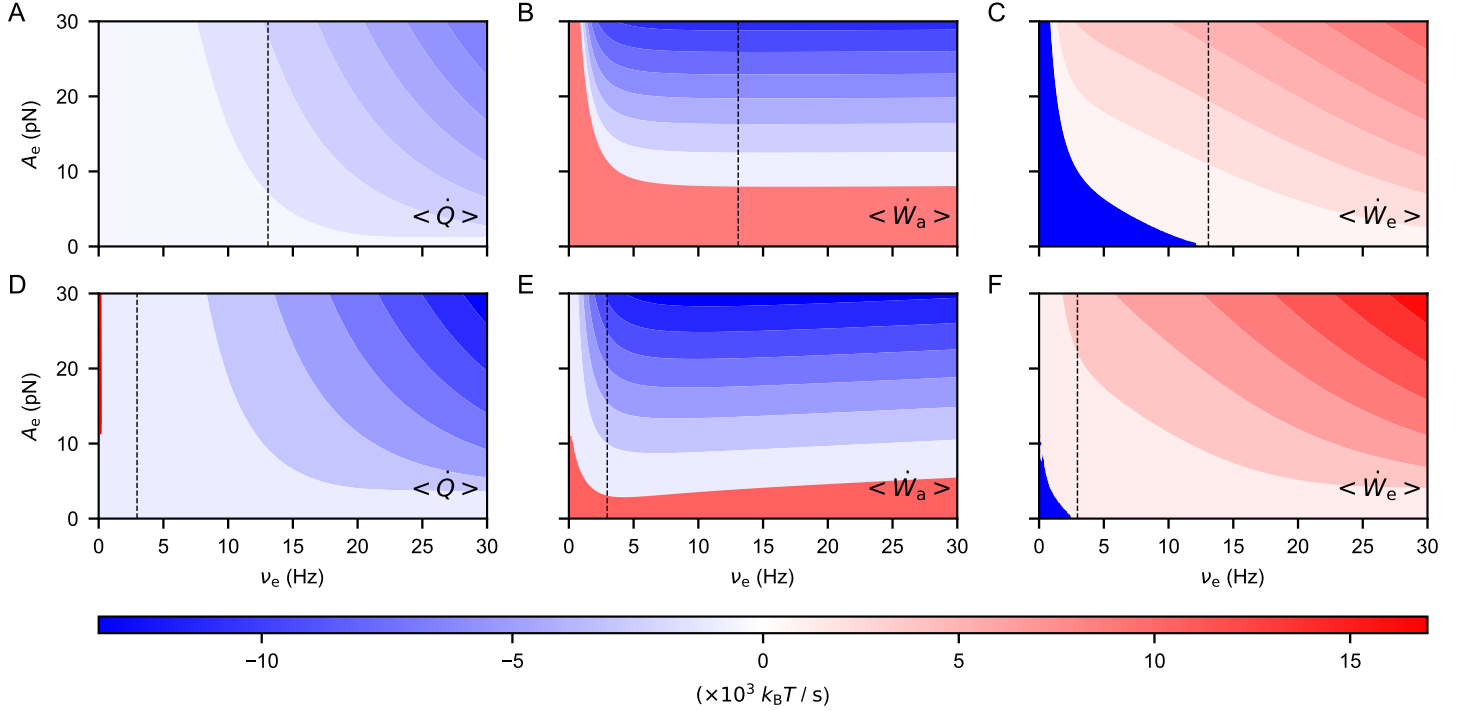 A
B
C
30
20
10
0
A_e (pN)
< Q̇ >
< Ẇ_a >
< Ẇ_e >
D
E
F
30
20
10
0
A_e (pN)
< Q̇ >
< Ẇ_a >
< Ẇ_e >
0 5 10 15 20 25 30
0 5 10 15 20 25 30
0 5 10 15 20 25 30
ν_e (Hz)
ν_e (Hz)
ν_e (Hz)
−10 −5 0 5 10 15
(×10³ k_BT / s)